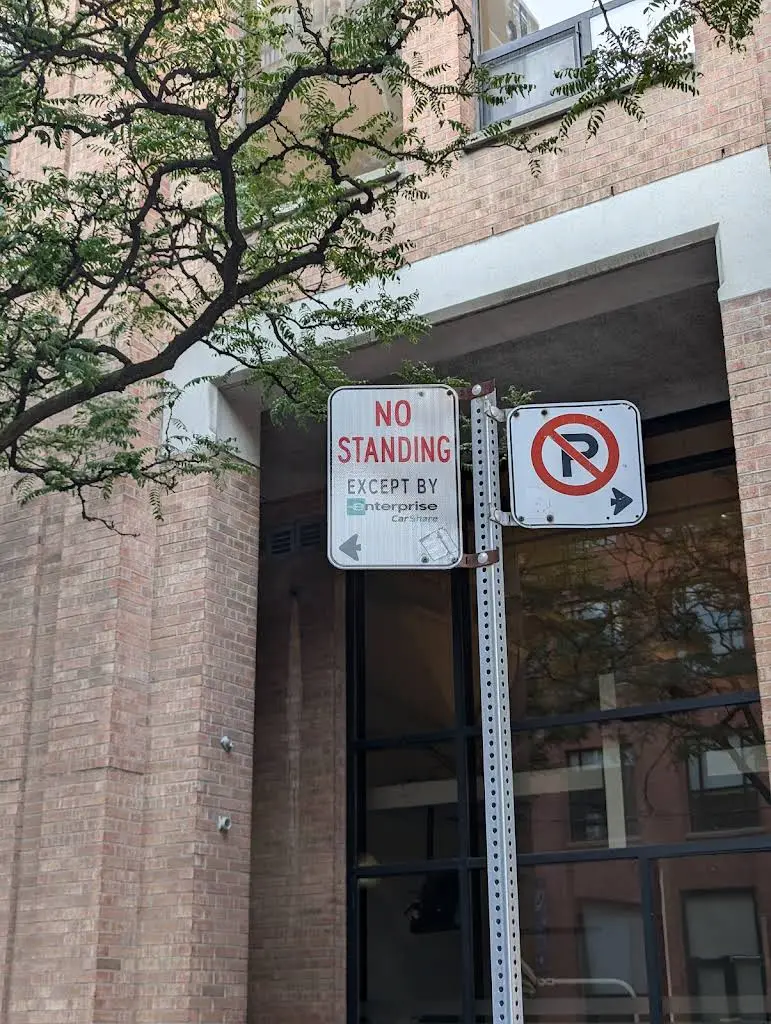 NO
STANDING
EXCEPT BY
enterprise
CarShare
P